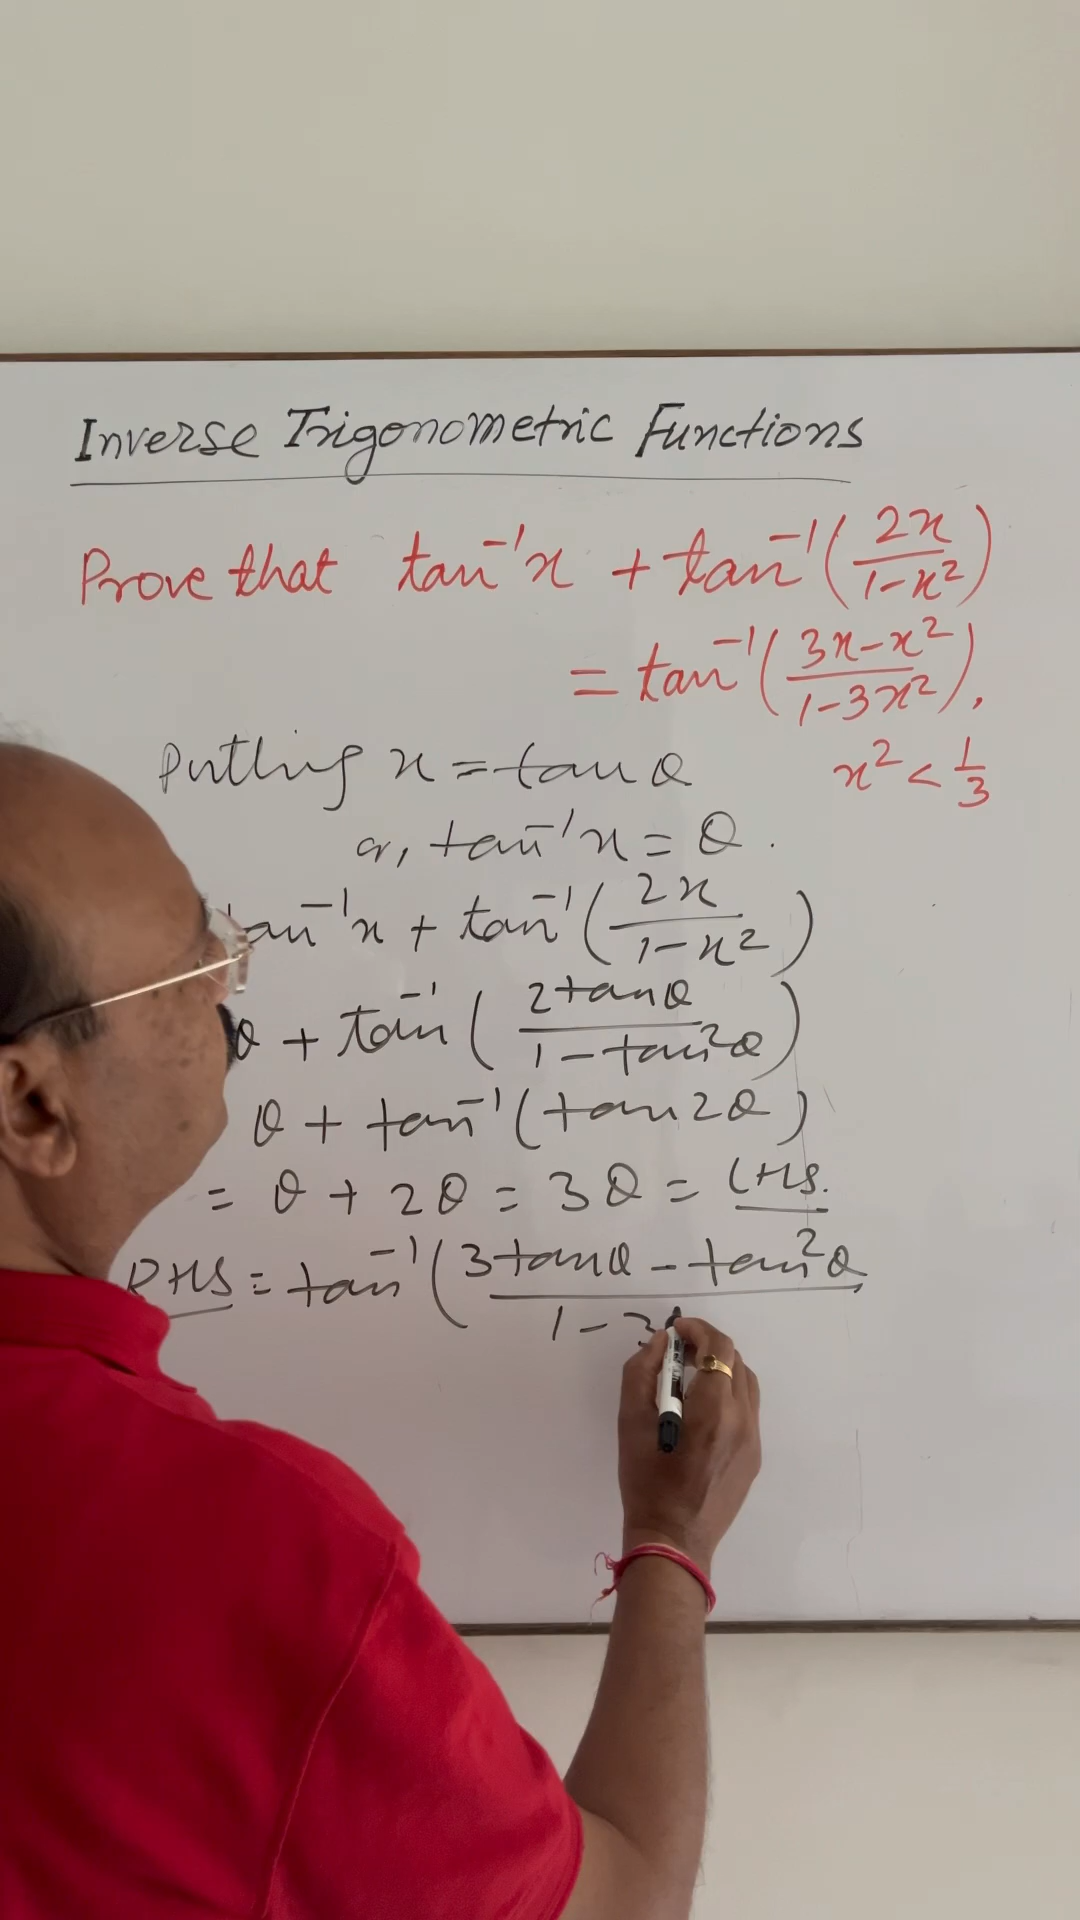 Inverse Trigonometric Functions
Prove that tan⁻¹x + tan⁻¹(2x/1-x²)
= tan⁻¹(3x-x²/1-3x²),
x² < 1/3
Putting x = tanθ
or, tan⁻¹x = θ.
tan⁻¹x + tan⁻¹(2x/1-x²)
θ + tan⁻¹(2tanθ/1-tan²θ)
θ + tan⁻¹(tan2θ)
= θ + 2θ = 3θ = LHS.
RHS = tan⁻¹(3tanθ - tan²θ/1-3